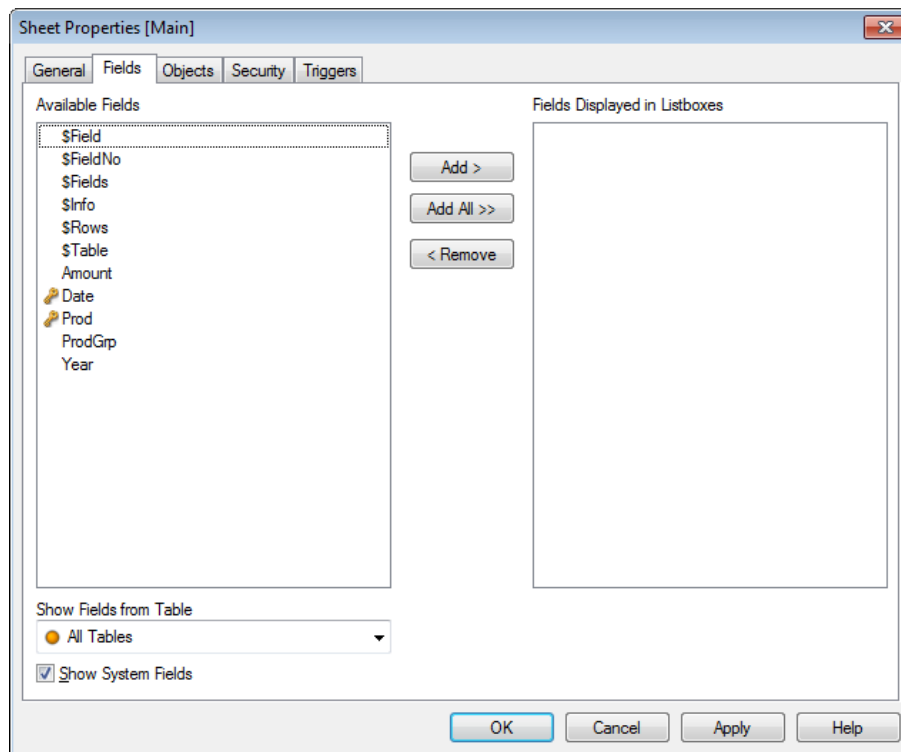 Sheet Properties [Main]
General Fields Objects Security Triggers
Available Fields
Fields Displayed in Listboxes
$Field
$FieldNo
$Fields
$Info
$Rows
$Table
Amount
Date
Prod
ProdGrp
Year
Add >
Add All >>
< Remove
Show Fields from Table
All Tables
Show System Fields
OK Cancel Apply Help